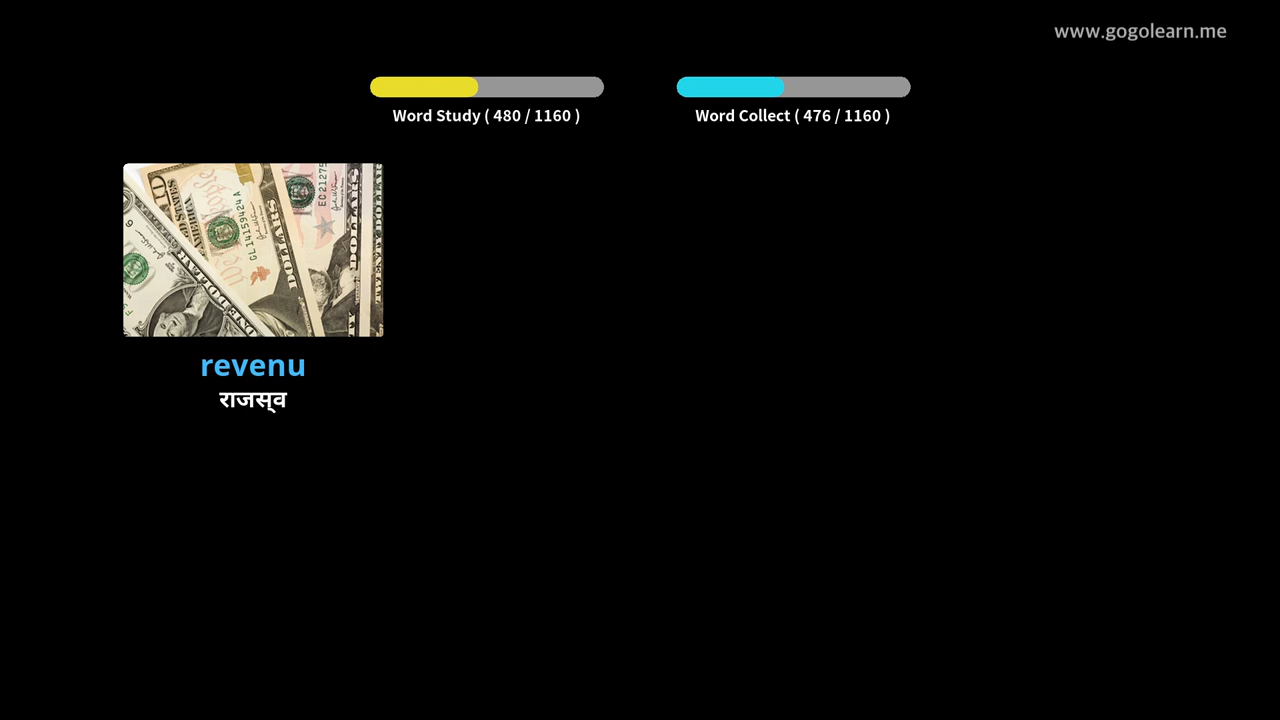 www.gogolearn.me
Word Study ( 480 / 1160 )
Word Collect ( 476 / 1160 )
revenu
राजस्व